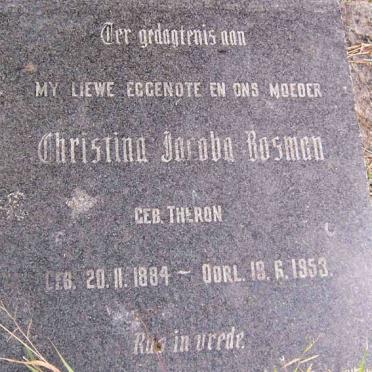 Ter gedagtenis aan
MY LIEWE EGGENOTE EN ONS MOEDER
Christina Jacoba Bosman
GEB. THERON
GEB. 20.11.1884 ~ OORL. 18.6.1953.
Rus in vrede.